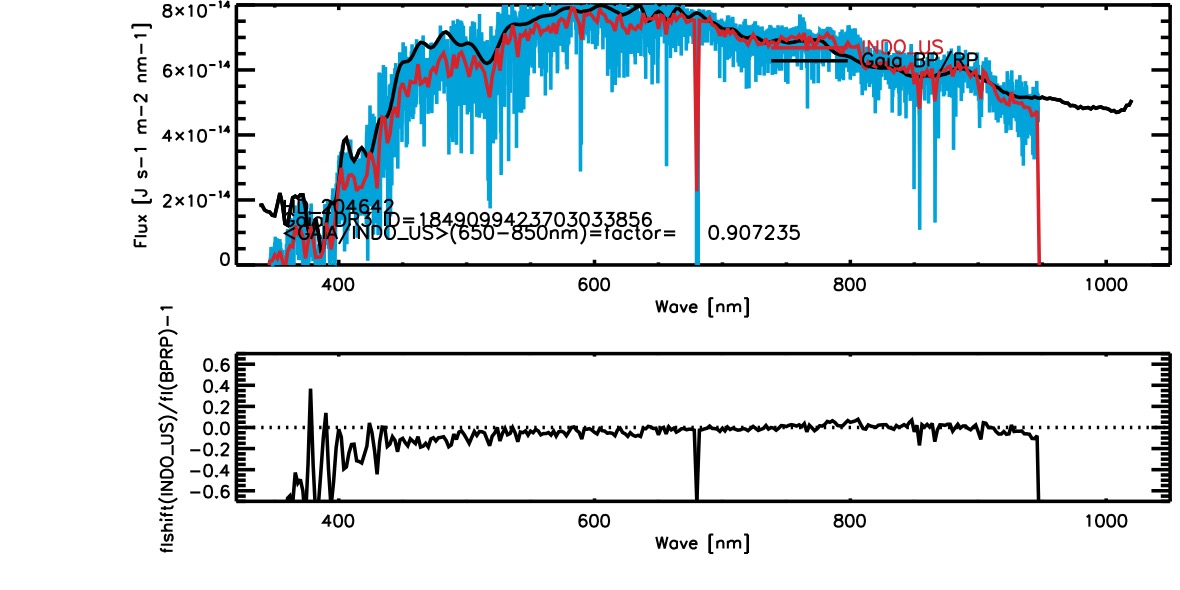 8×10−14
6×10−14
4×10−14
2×10−14
0
Flux [J s−1 m−2 nm−1]
INDO_US
Gaia BP/RP
HD_204642
Gaia DR3 ID=1849099423703033856
<GAIA/INDO_US>(650−850nm)=factor= 0.907235
400 600 800 1000
Wave [nm]
flshift(INDO_US)/fl(BPRP)−1
0.6
0.4
0.2
0.0
−0.2
−0.4
−0.6
400 600 800 1000
Wave [nm]